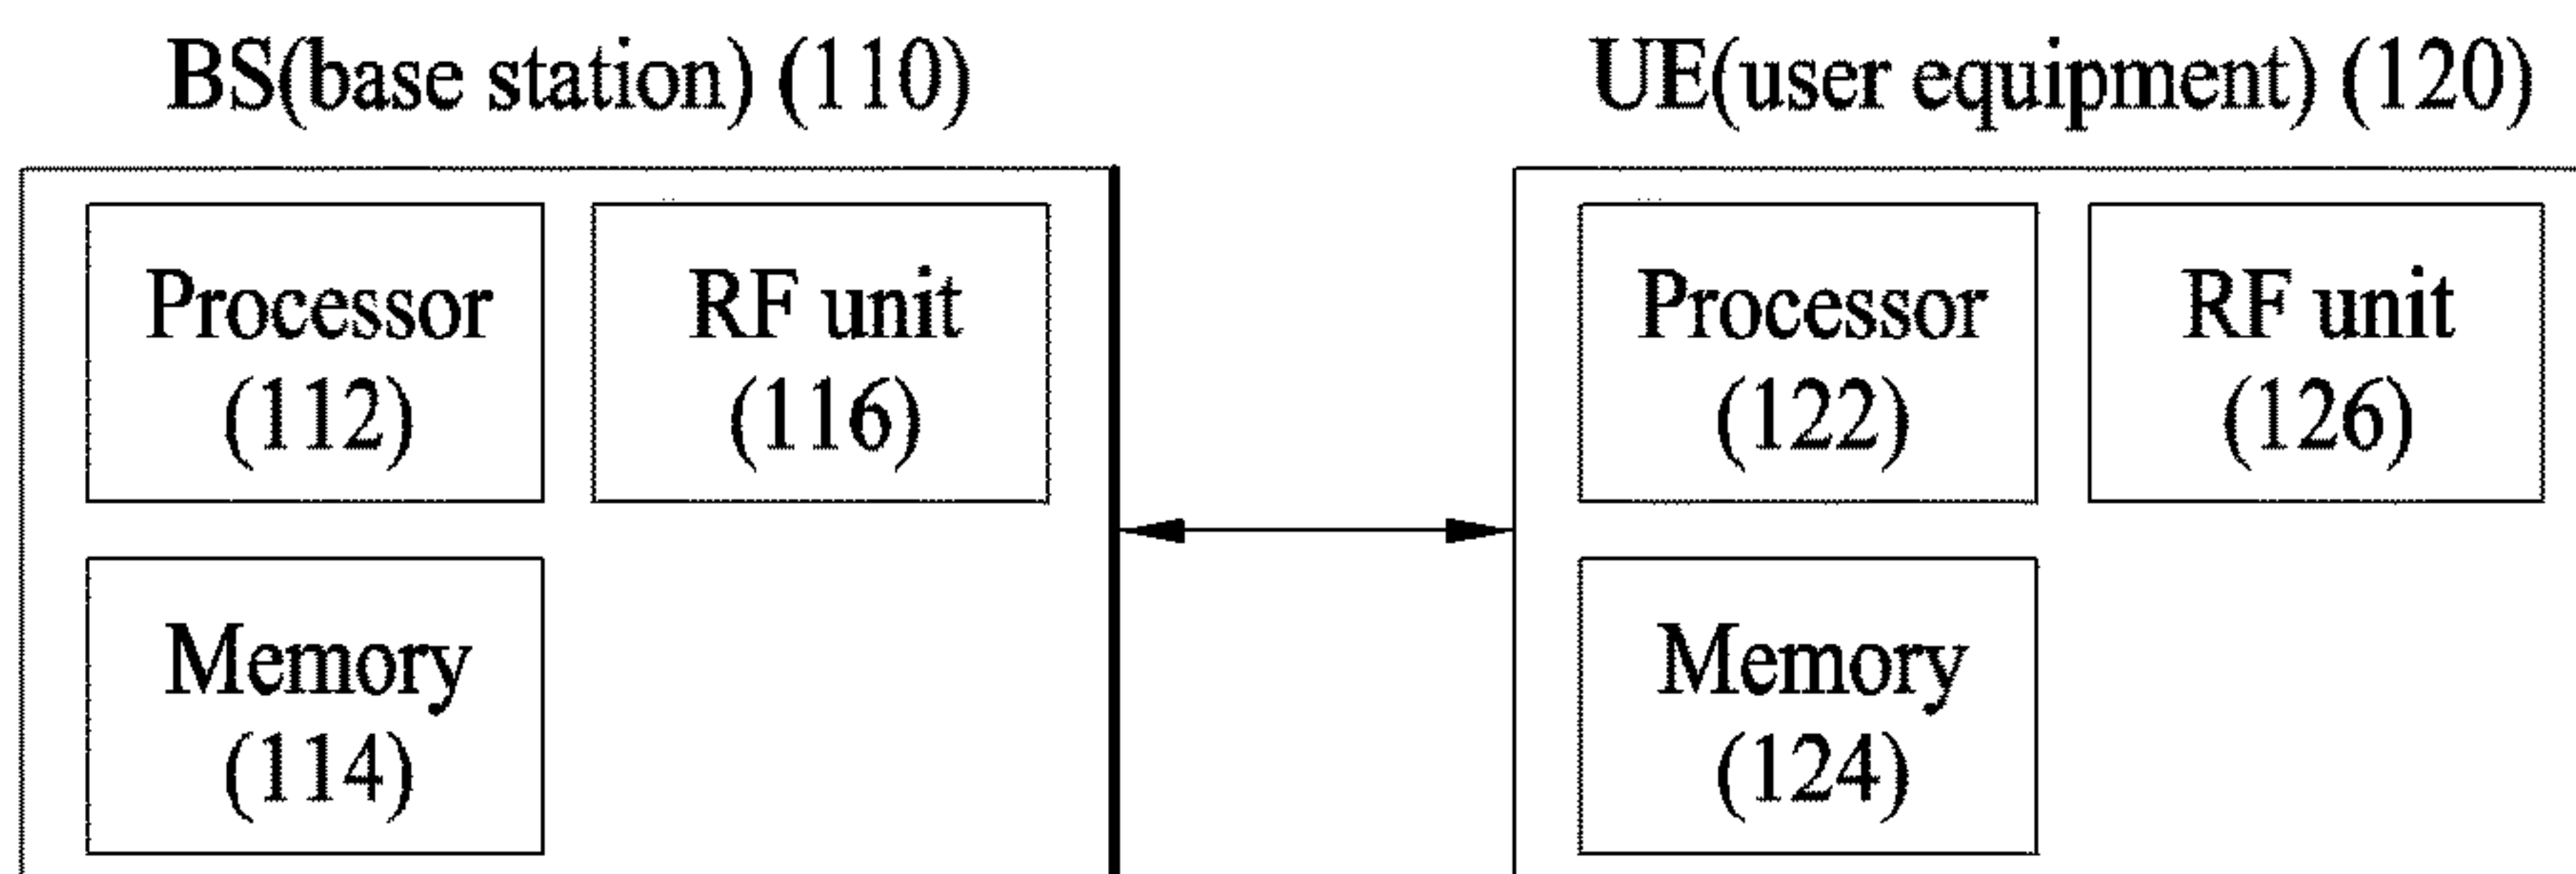 BS(base station) (110)
UE(user equipment) (120)
Processor
(112)
RF unit
(116)
Memory
(114)
Processor
(122)
RF unit
(126)
Memory
(124)